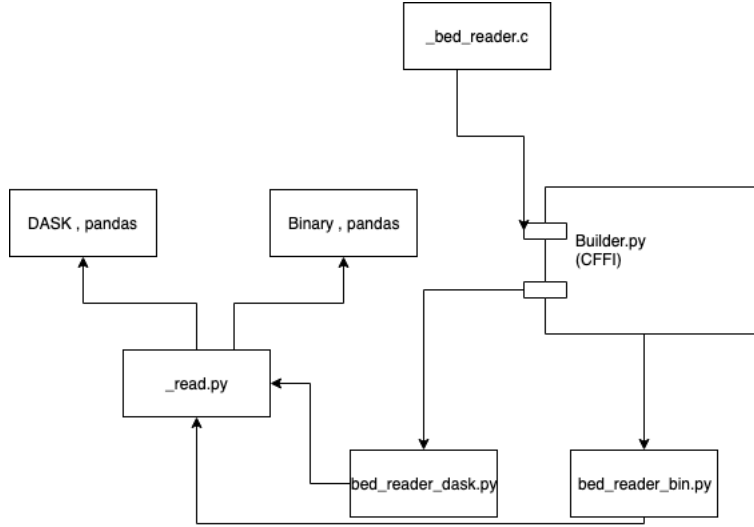 _bed_reader.c
DASK , pandas
Binary , pandas
Builder.py
(CFFI)
_read.py
bed_reader_dask.py
bed_reader_bin.py